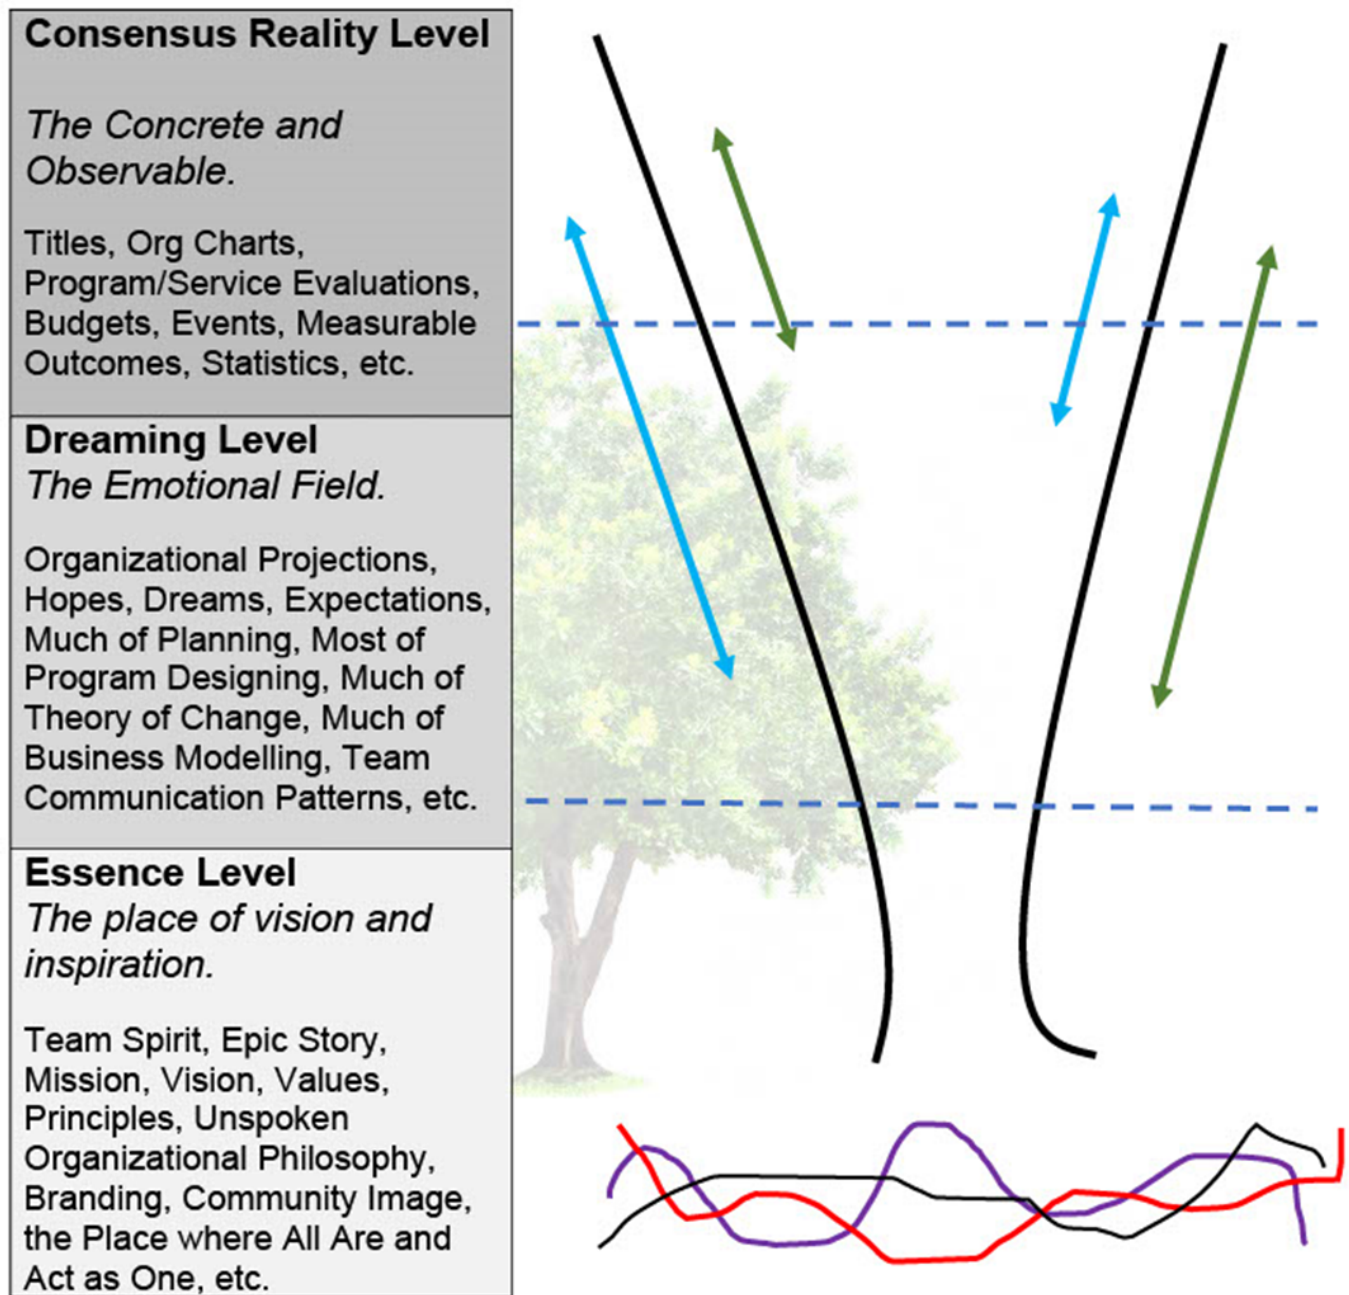 Consensus Reality Level
The Concrete and
Observable.
Titles, Org Charts,
Program/Service Evaluations,
Budgets, Events, Measurable
Outcomes, Statistics, etc.
Dreaming Level
The Emotional Field.
Organizational Projections,
Hopes, Dreams, Expectations,
Much of Planning, Most of
Program Designing, Much of
Theory of Change, Much of
Business Modelling, Team
Communication Patterns, etc.
Essence Level
The place of vision and
inspiration.
Team Spirit, Epic Story,
Mission, Vision, Values,
Principles, Unspoken
Organizational Philosophy,
Branding, Community Image,
the Place where All Are and
Act as One, etc.